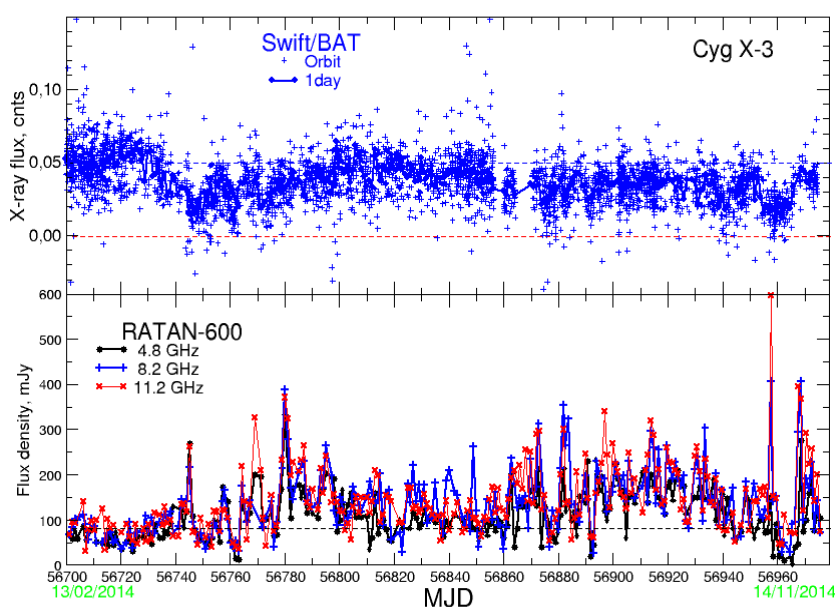 Swift/BAT
Orbit
1day
Cyg X-3
X-ray flux, cnts
0,10
0,05
0,00
RATAN-600
4.8 GHz
8.2 GHz
11.2 GHz
Flux density, mJy
600
500
400
300
200
100
0
56700 56720 56740 56760 56780 56800 56820 56840 56860 56880 56900 56920 56940 56960
13/02/2014 MJD 14/11/2014